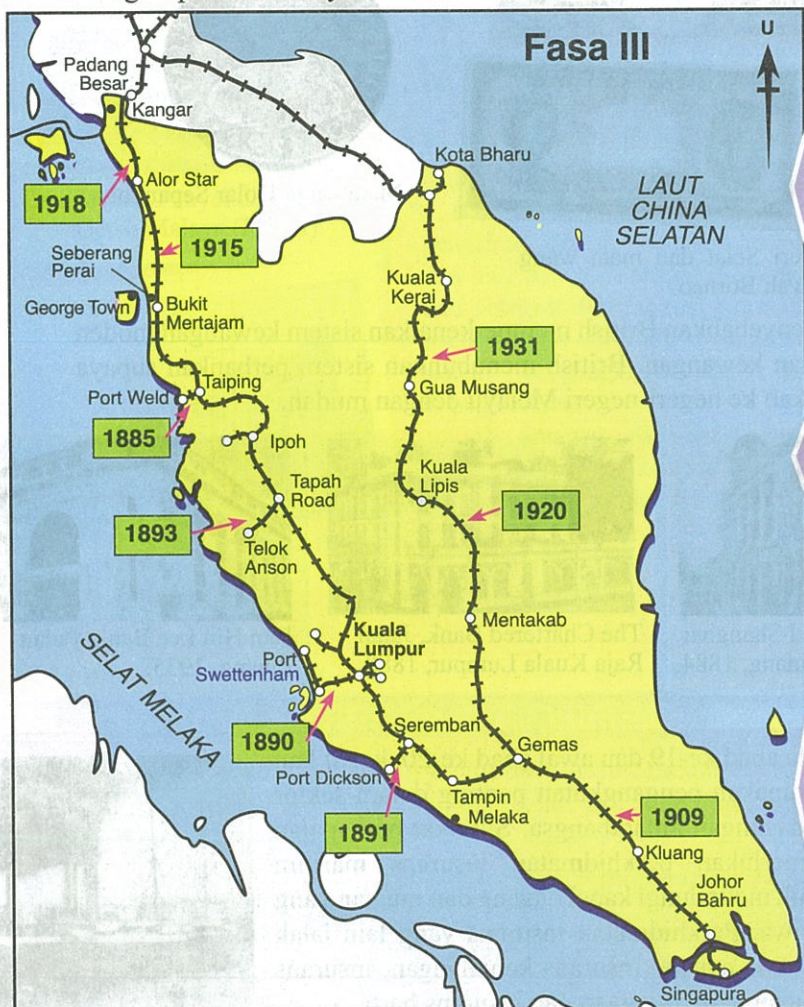 Fasa III
U
Padang
Besar
Kangar
Kota Bharu
Alor Star
1918
LAUT
CHINA
SELATAN
1915
Seberang
Perai
George Town
Bukit
Mertajam
Kuala
Kerai
1931
Gua Musang
Taiping
Port Weld
1885
Ipoh
Tapah
Road
Kuala
Lipis
1920
1893
Telok
Anson
Mentakab
SELAT MELAKA
Kuala
Lumpur
Port
Swettenham
1890
Seremban
Gemas
Port Dickson
Tampin
Melaka
1891
1909
Kluang
Johor
Bahru
Singapura